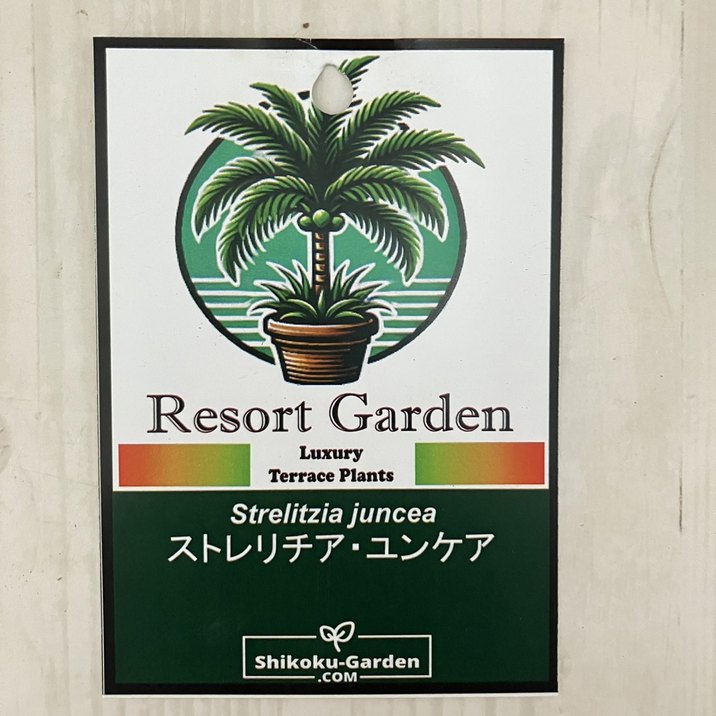 Resort Garden
Luxury
Terrace Plants
Strelitzia juncea
ストレリチア・ユンケア
Shikoku-Garden
.COM